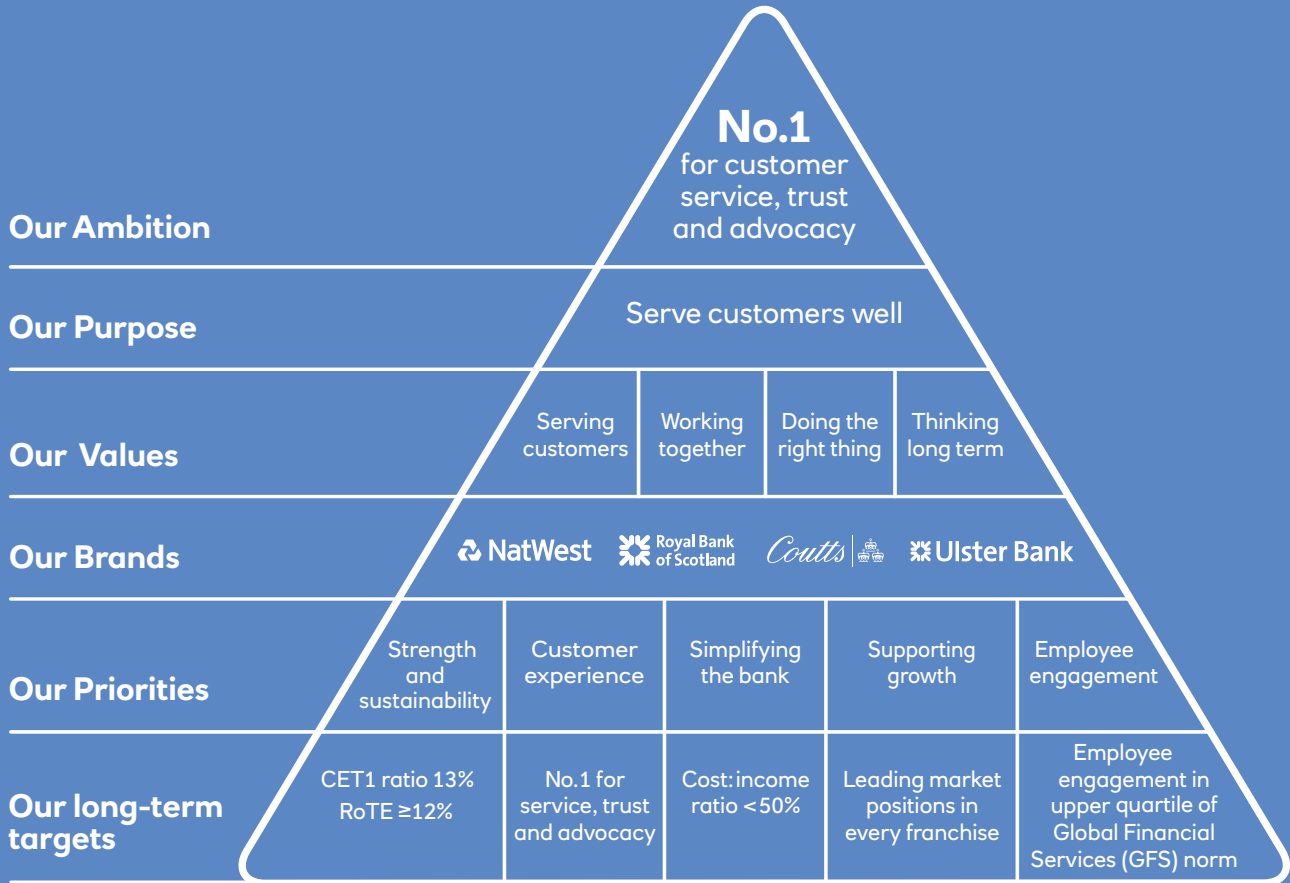 No.1
for customer
service, trust
and advocacy
Our Ambition
Our Purpose
Serve customers well
Our Values
Serving
customers
Working
together
Doing the
right thing
Thinking
long term
Our Brands
NatWest
Royal Bank
of Scotland
Coutts
Ulster Bank
Our Priorities
Strength
and
sustainability
Customer
experience
Simplifying
the bank
Supporting
growth
Employee
engagement
Our long-term
targets
CET1 ratio 13%
RoTE ≥12%
No.1 for
service, trust
and advocacy
Cost:income
ratio <50%
Leading market
positions in
every franchise
Employee
engagement in
upper quartile of
Global Financial
Services (GFS) norm